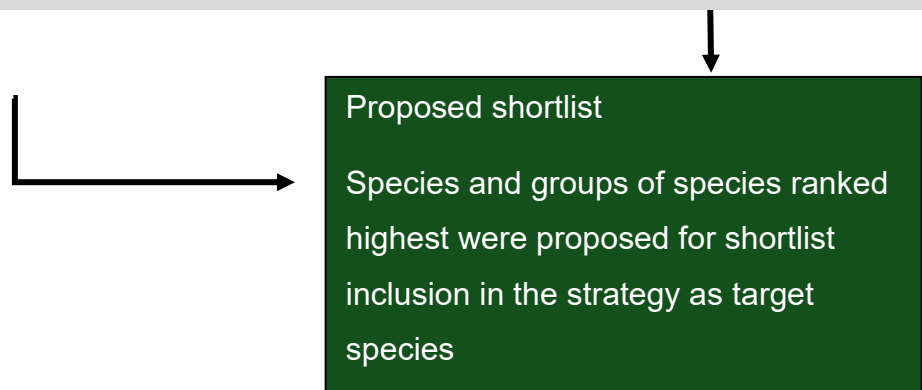 Proposed shortlist
Species and groups of species ranked
highest were proposed for shortlist
inclusion in the strategy as target
species